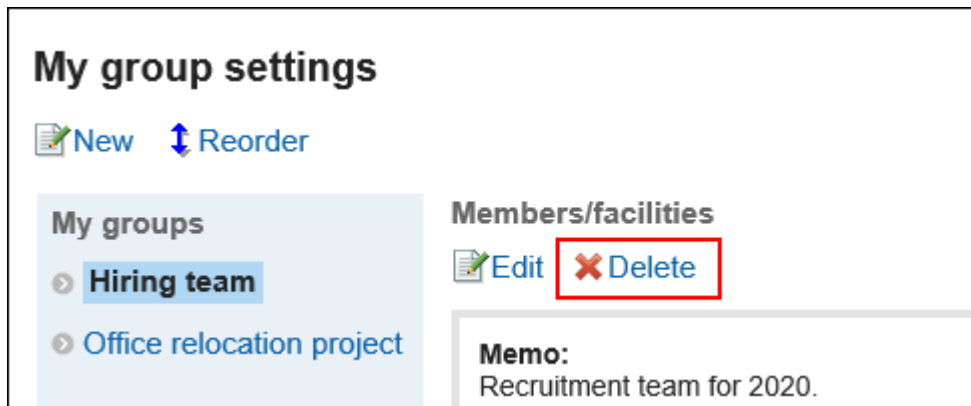 My group settings
New Reorder
My groups
Hiring team
Office relocation project
Members/facilities
Edit Delete
Memo:
Recruitment team for 2020.